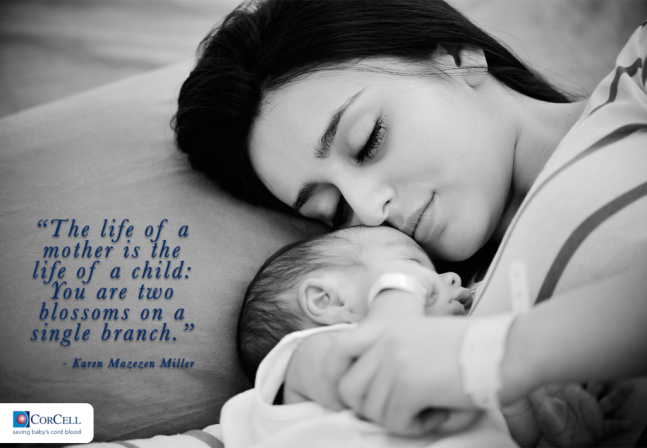 “The life of a
mother is the
life of a child:
You are two
blossoms on a
single branch.”
- Karen Mazezen Miller
CORCELL
saving baby's cord blood